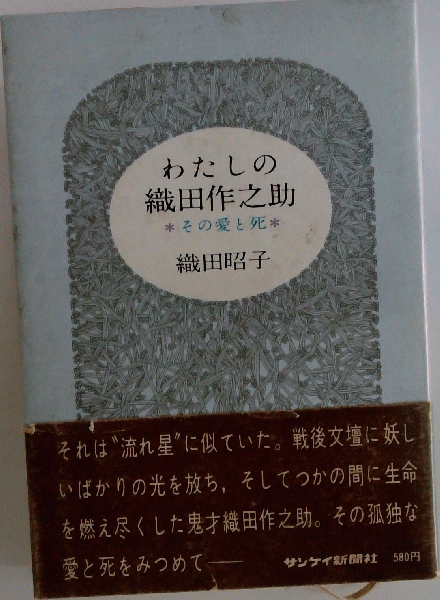 わたしの
織田作之助
*その愛と死*
織田昭子
それは“流れ星”に似ていた。戦後文壇に妖し
いばかりの光を放ち，そしてつかの間に生命
を燃え尽くした鬼才織田作之助。その孤独な
愛と死をみつめて──
サンケイ新聞社 580円